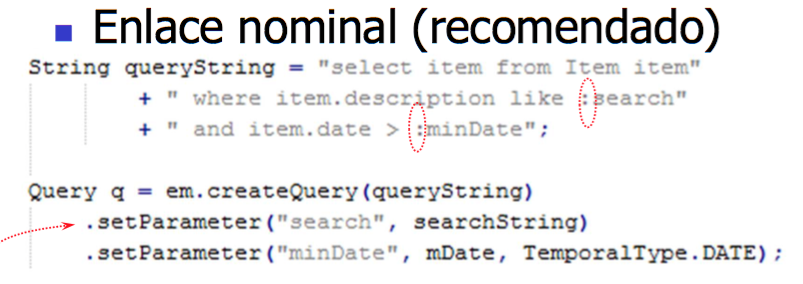 Enlace nominal (recomendado)
String queryString = "select item from Item item"
+ " where item.description like :search"
+ " and item.date > :minDate";
Query q = em.createQuery(queryString)
.setParameter("search", searchString)
.setParameter("minDate", mDate, TemporalType.DATE);